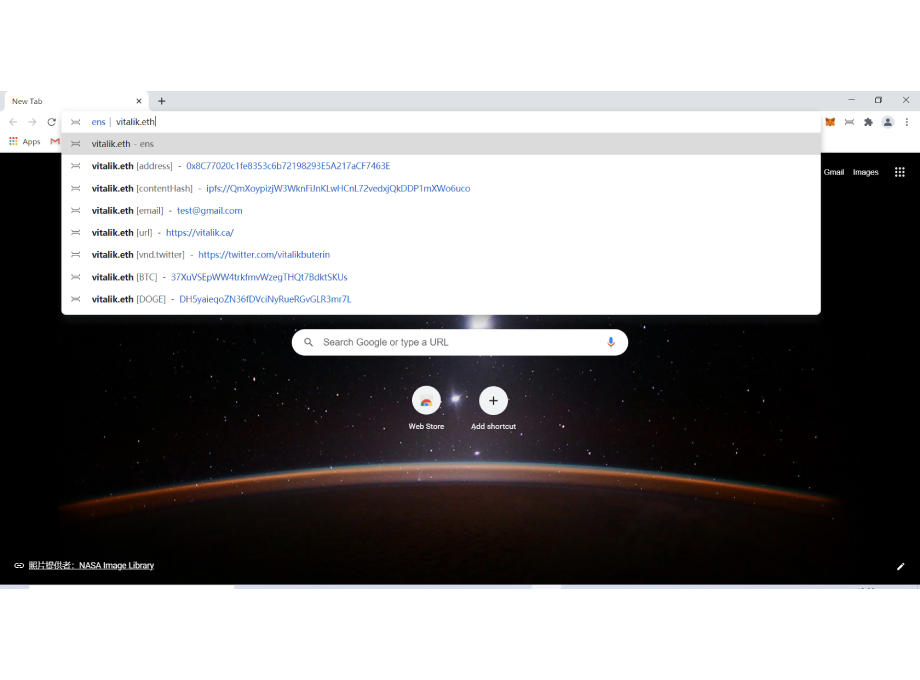 New Tab
ens | vitalik.eth
Apps
vitalik.eth - ens
vitalik.eth [address] - 0x8C77020c1fe8353c6b72198293E5A217aCF7463E
vitalik.eth [contentHash] - ipfs://QmXoypizjW3WknFiJnKLwHCnL72vedxjQkDDP1mXWo6uco
vitalik.eth [email] - test@gmail.com
vitalik.eth [url] - https://vitalik.ca/
vitalik.eth [vnd.twitter] - https://twitter.com/vitalikbuterin
vitalik.eth [BTC] - 37XuVSEpWW4trkfmvWzegTHQt7BdktSKUs
vitalik.eth [DOGE] - DH5yaieqoZN36fDVciNyRueRGvGLR3mr7L
Gmail Images
Search Google or type a URL
Web Store
Add shortcut
照片提供者：NASA Image Library